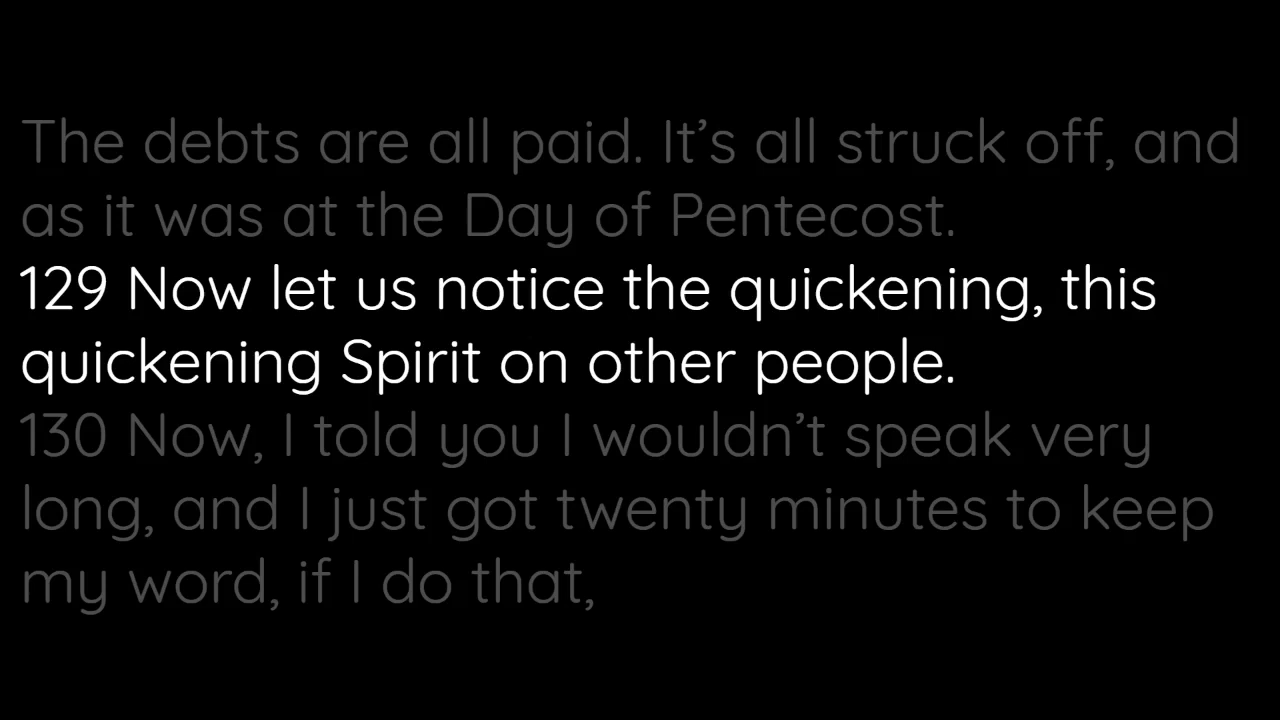 The debts are all paid. It’s all struck off, and
as it was at the Day of Pentecost.
129 Now let us notice the quickening, this
quickening Spirit on other people.
130 Now, I told you I wouldn’t speak very
long, and I just got twenty minutes to keep
my word, if I do that,